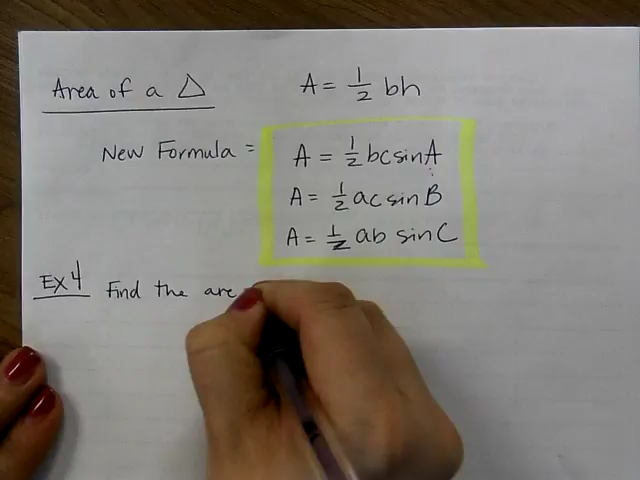 Area of a △ A = 1/2 bh
New Formula = A = 1/2 bc sin A
A = 1/2 ac sin B
A = 1/2 ab sin C
Ex 4 Find the are